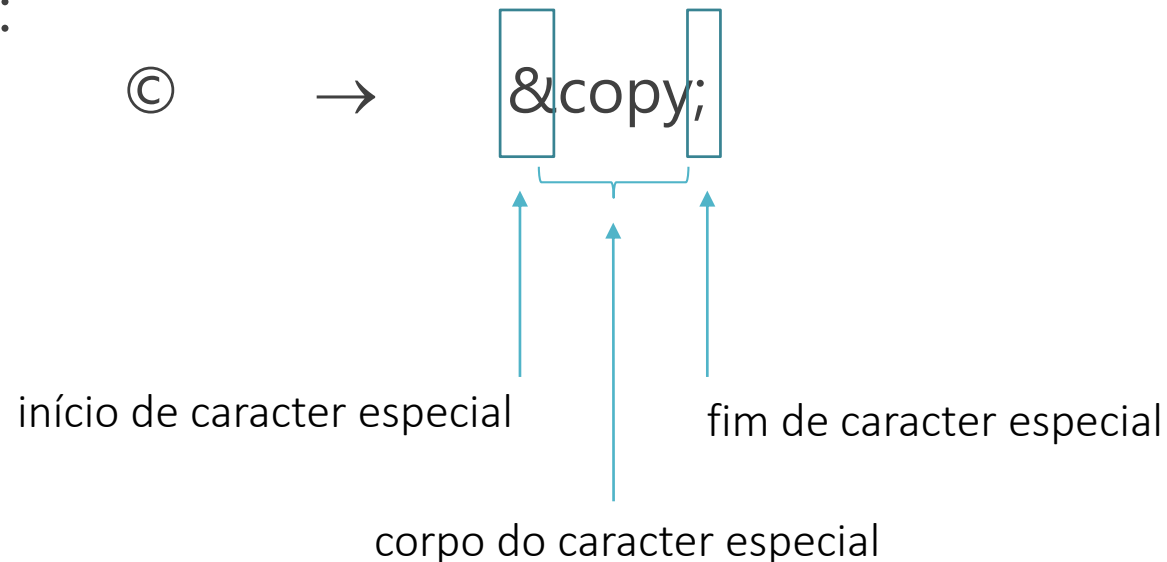 :
© → &copy;
início de caracter especial
fim de caracter especial
corpo do caracter especial